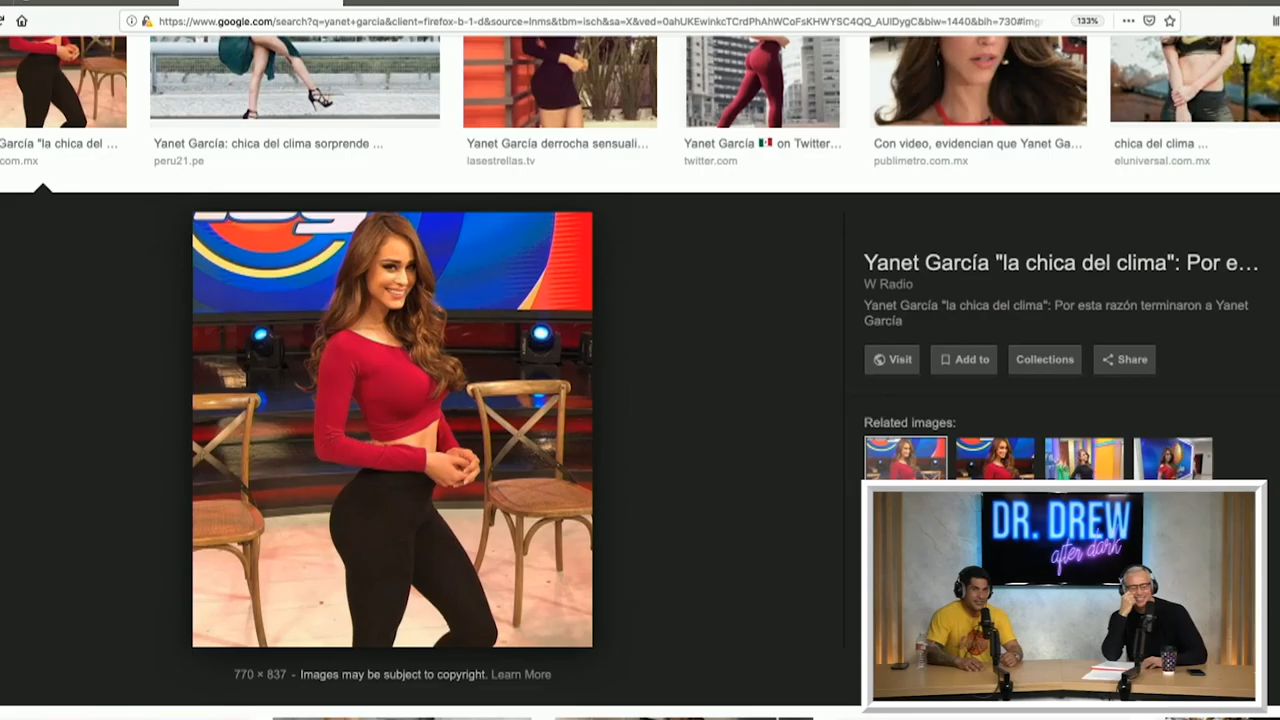 https://www.google.com/search?q=yanet+garcia&client=firefox-b-1-d&source=lnms&tbm=isch&sa=X&ved=0ahUKEwinkcTCrdPhAhWCoFsKHWYSC4QQ_AUIDygC&biw=1440&bih=730#imgr
133%
García "la chica del ...
com.mx
Yanet García: chica del clima sorprende ...
peru21.pe
Yanet García derrocha sensuali...
lasestrellas.tv
Yanet García 🇲🇽 on Twitter...
twitter.com
Con video, evidencian que Yanet Ga...
publimetro.com.mx
chica del clima ...
eluniversal.com.mx
Yanet García "la chica del clima": Por e...
W Radio
Yanet García "la chica del clima": Por esta razón terminaron a Yanet
García
Visit
Add to
Collections
Share
Related images:
DR. DREW
after dark
770 × 837 - Images may be subject to copyright. Learn More